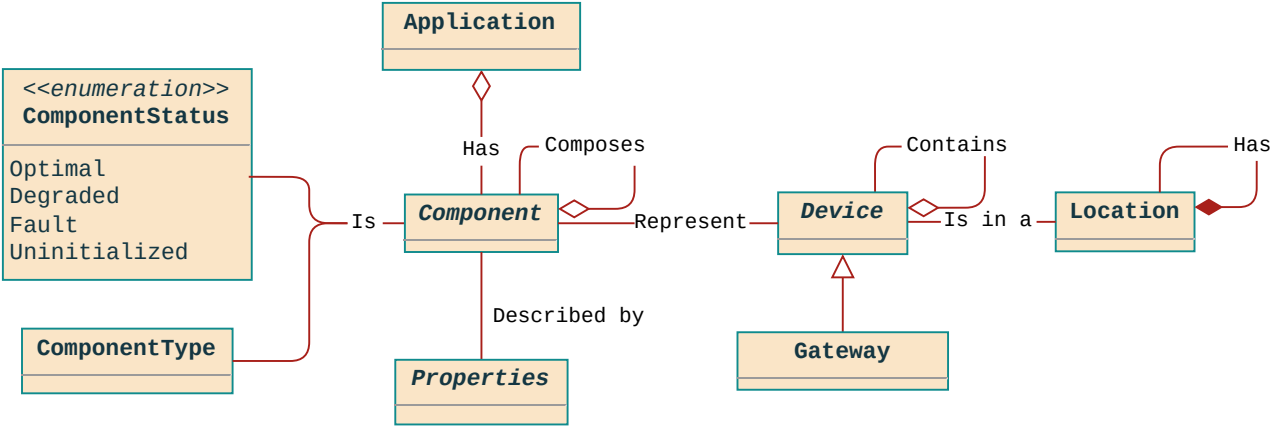 Application
<<enumeration>>
ComponentStatus
Optimal
Degraded
Fault
Uninitialized
Has
Composes
Contains
Has
Is
Component
Represent
Device
Is in a
Location
Described by
ComponentType
Properties
Gateway